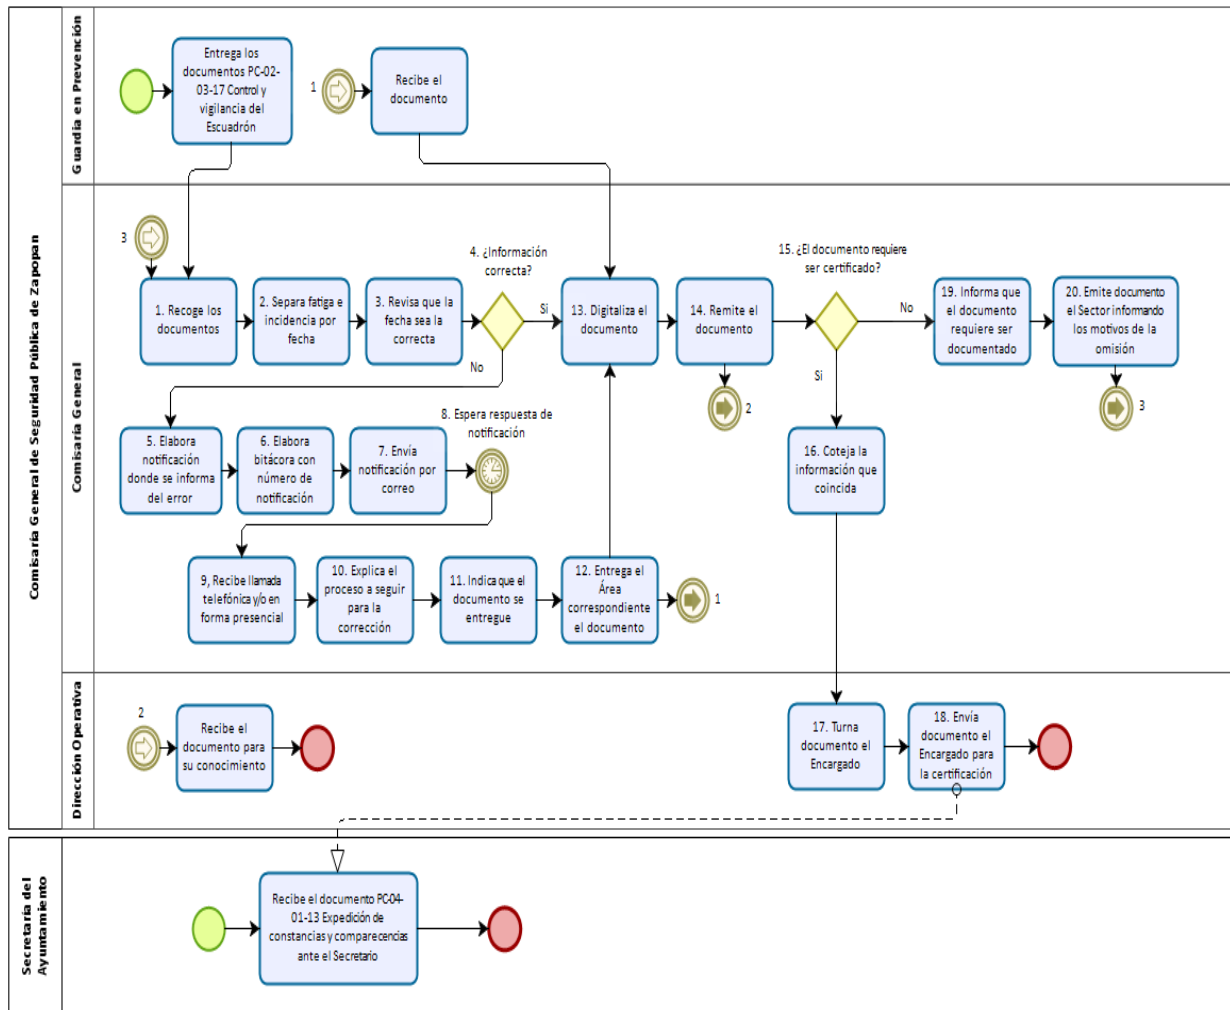 Comisaria General de Seguridad Pública de Zapopan
Guardia en Prevención
Entrega los
documentos PC-02-
03-17 Control y
vigilancia del
Escuadrón
1
Recibe el
documento
Comisaría General
3
1. Recoge los
documentos
2. Separa fatiga e
incidencia por
fecha
3. Revisa que la
fecha sea la
correcta
4. ¿Información
correcta?
Si
No
13. Digitaliza el
documento
14. Remite el
documento
2
15. ¿El documento requiere
ser certificado?
No
Si
19. Informa que
el documento
requiere ser
documentado
20. Emite documento
el Sector informando
los motivos de la
omisión
3
5. Elabora
notificación
donde se informa
del error
6. Elabora
bitácora con
número de
notificación
7. Envía
notificación por
correo
8. Espera respuesta de
notificación
16. Coteja la
información que
coincida
9, Recibe llamada
telefónica y/o en
forma presencial
10. Explica el
proceso a seguir
para la
corrección
11. Indica que el
documento se
entregue
12. Entrega el
Área
correspondiente
el documento
1
Dirección Operativa
2
Recibe el
documento para
su conocimiento
17. Turna
documento el
Encargado
18. Envía
documento el
Encargado para
la certificación
Secretaría del
Ayuntamiento
Recibe el documento PC-04-
01-13 Expedición de
constancias y comparecencias
ante el Secretario